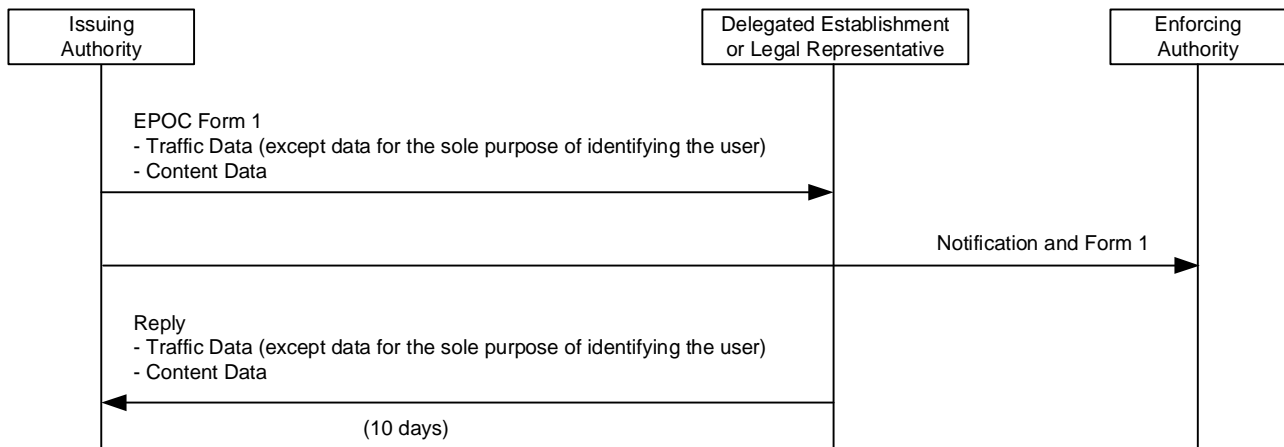 Issuing
Authority
Delegated Establishment
or Legal Representative
Enforcing
Authority
EPOC Form 1
- Traffic Data (except data for the sole purpose of identifying the user)
- Content Data
Notification and Form 1
Reply
- Traffic Data (except data for the sole purpose of identifying the user)
- Content Data
(10 days)